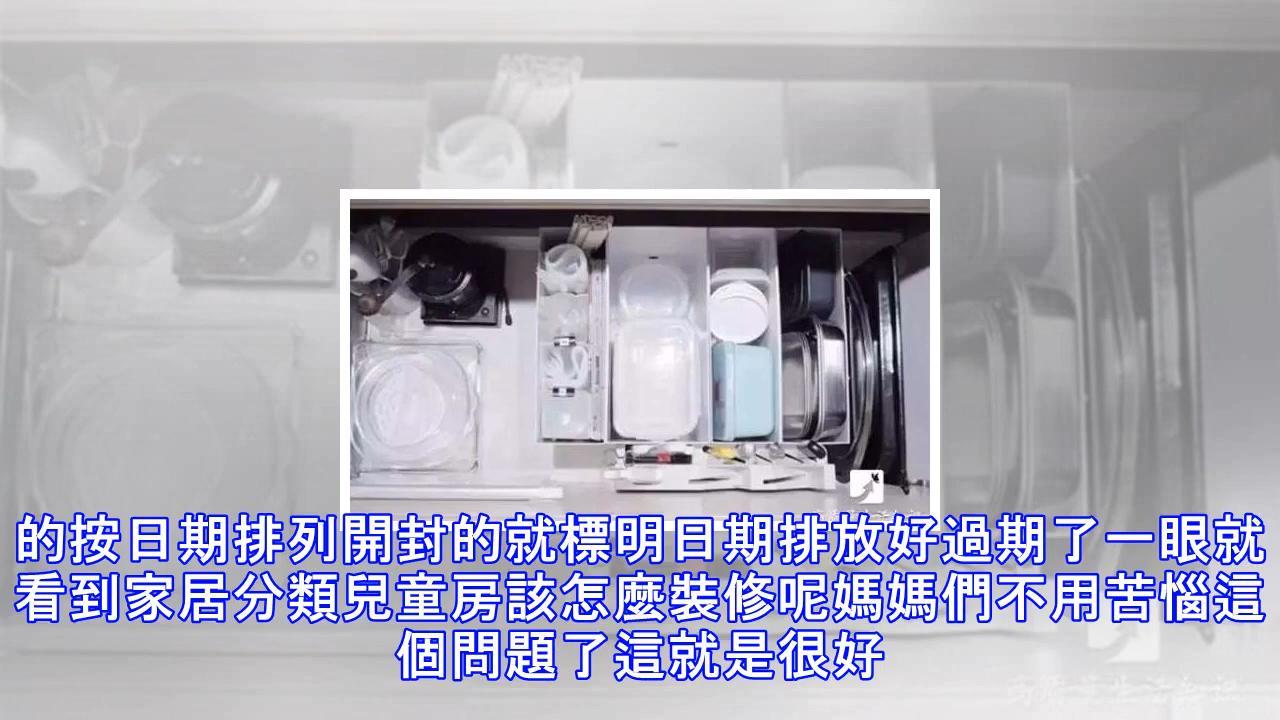 的按日期排列開封的就標明日期排放好過期了一眼就
看到家居分類兒童房該怎麼裝修呢媽媽們不用苦惱這
個問題了這就是很好